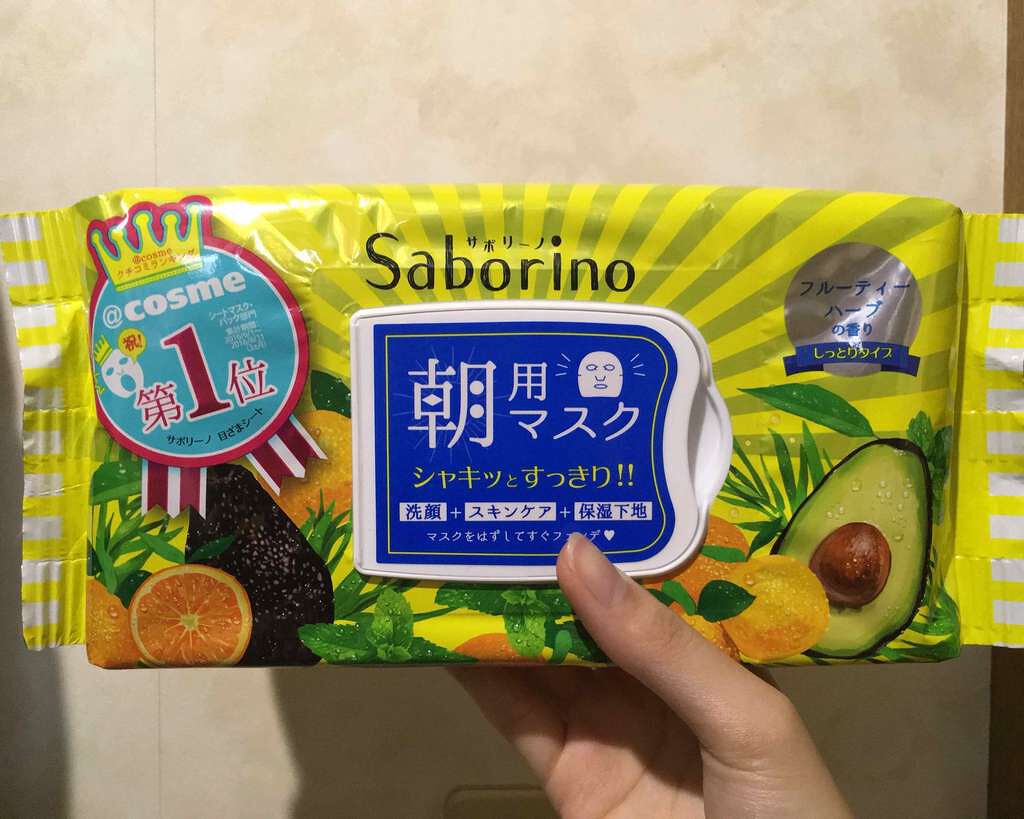 サボリーノ
Saborino
@cosme
クチコミランキング
@cosme
シートマスク・
パック部門
祝!
第1位
サボリーノ 目ざまシート
フルーティー
ハーブ
の香り
しっとりタイプ
朝用
マスク
シャキッとすっきり!!
洗顔+スキンケア+保湿下地
マスクをはずしてすぐファンデ♥